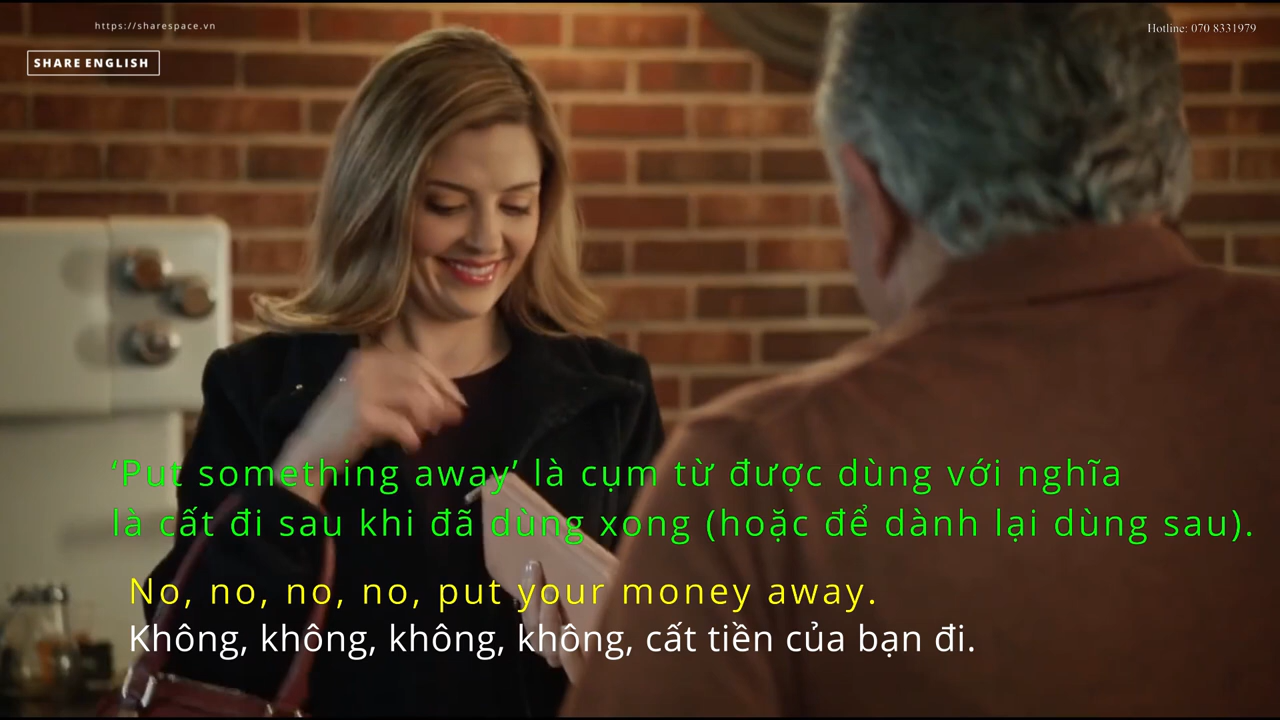 https://sharespace.vn
Hotline: 070 8331979
SHARE ENGLISH
‘Put something away’ là cụm từ được dùng với nghĩa
là cất đi sau khi đã dùng xong (hoặc để dành lại dùng sau).
No, no, no, no, put your money away.
Không, không, không, không, cất tiền của bạn đi.